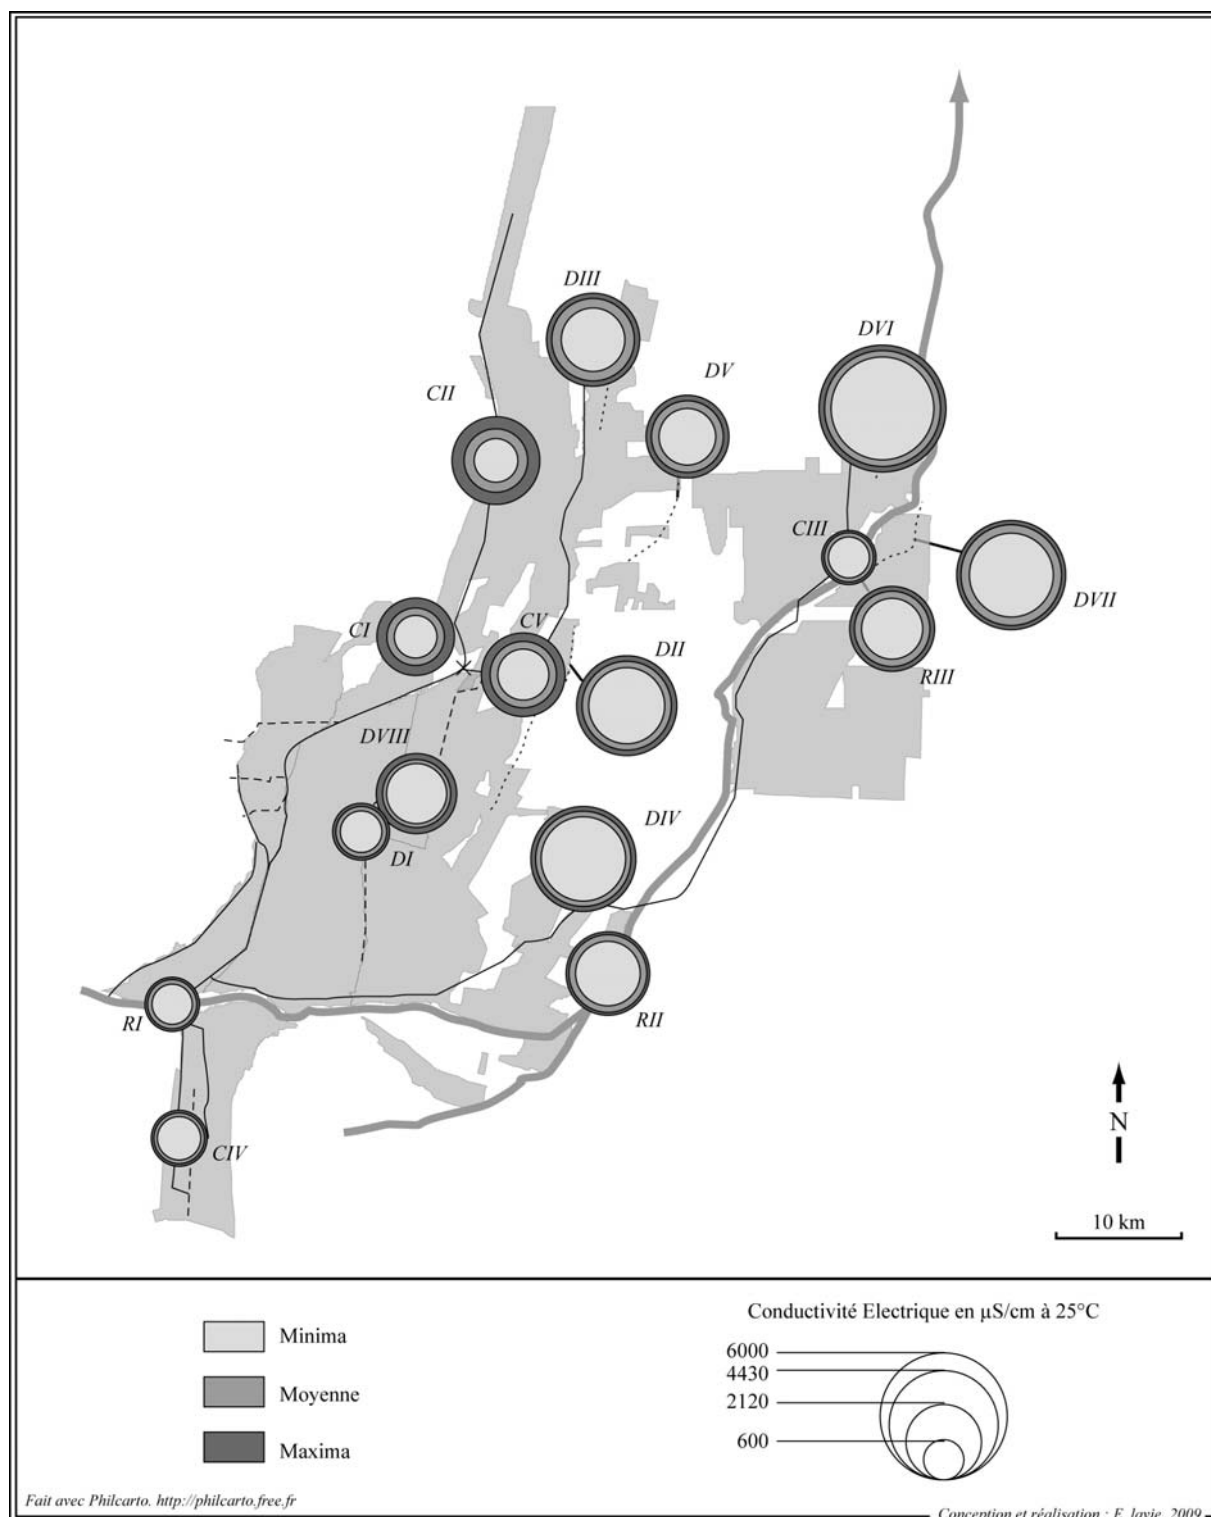 DIII
DVI
DV
CII
CIII
DVII
CI
CV
DII
RIII
DVIII
DIV
DI
RII
RI
N
CIV
10 km
Conductivité Electrique en µS/cm à 25°C
Minima
6000
4430
Moyenne
2120
600
Maxima
Fait avec Philcarto. http://philcarto.free.fr
Conception et réalisation : E. lavie, 2009